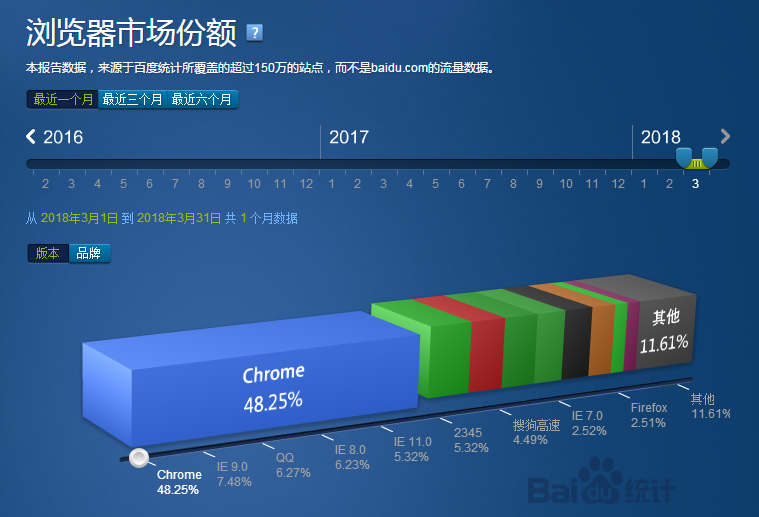 浏览器市场份额 ?
本报告数据，来源于百度统计所覆盖的超过150万的站点，而不是baidu.com的流量数据。
最近一个月 最近三个月 最近六个月
2016 2017 2018
2 3 4 5 6 7 8 9 10 11 12 1 2 3 4 5 6 7 8 9 10 11 12 1 2 3
从 2018年3月1日 到 2018年3月31日 共 1 个月数据
版本 品牌
Chrome
48.25%
其他
11.61%
Chrome
48.25%
IE 9.0
7.48%
QQ
6.27%
IE 8.0
6.23%
IE 11.0
5.32%
2345
5.32%
搜狗高速
4.49%
IE 7.0
2.52%
Firefox
2.51%
其他
11.61%
Baidu统计